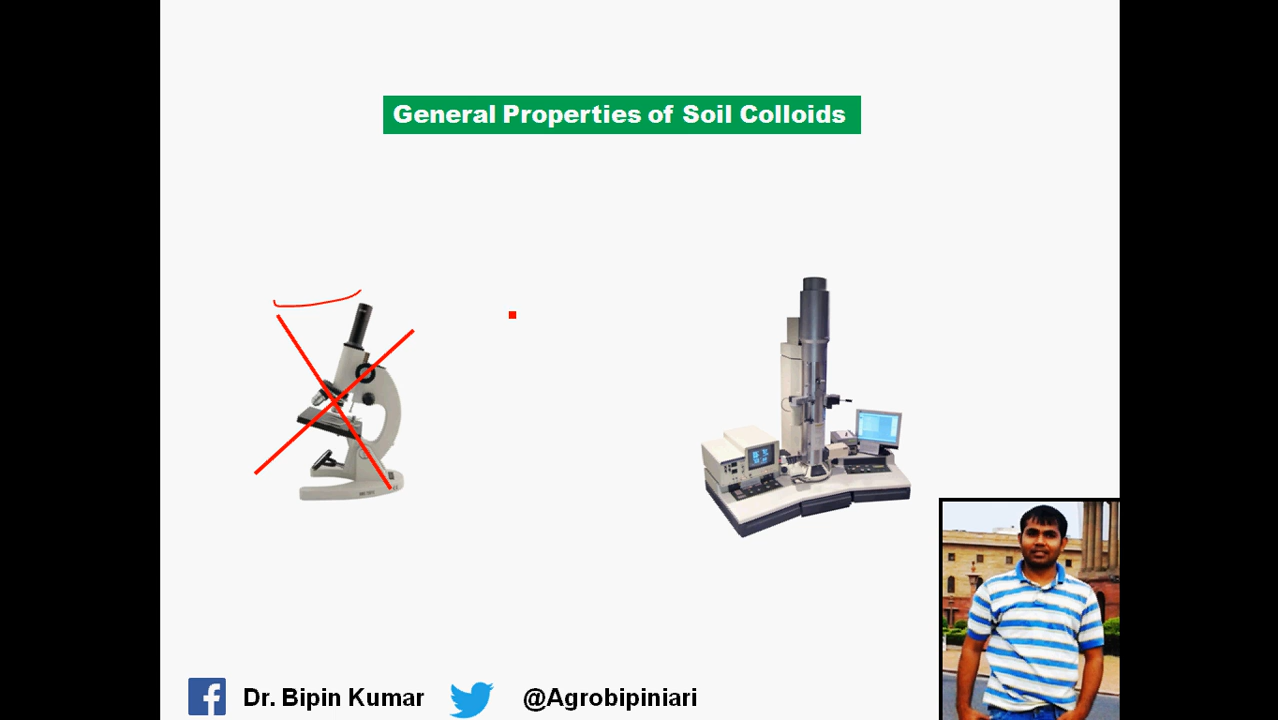 General Properties of Soil Colloids
Dr. Bipin Kumar
@Agrobipiniari